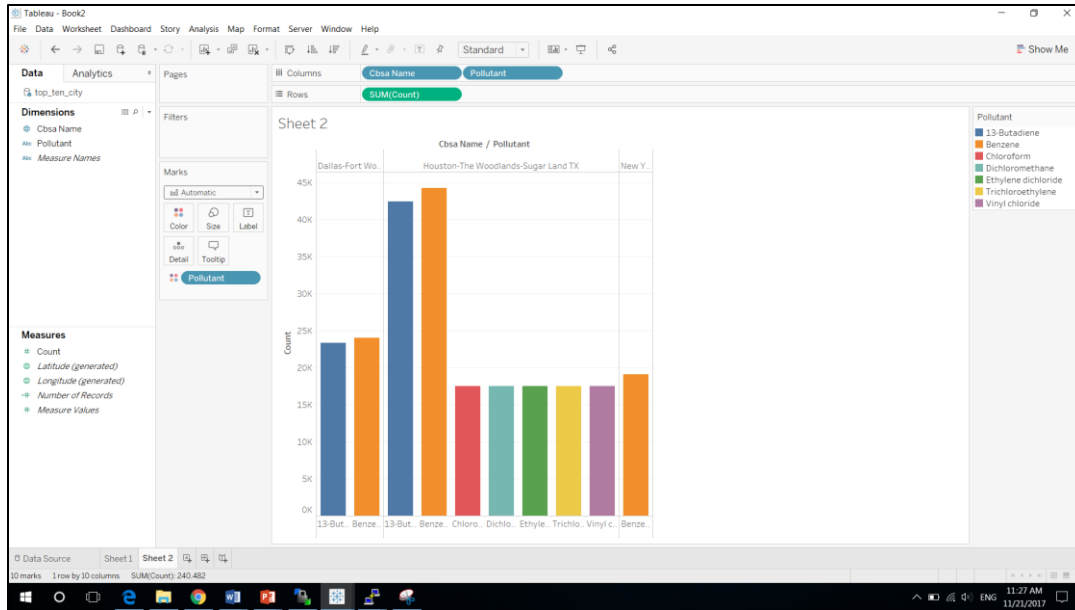 Tableau - Book2
File Data Worksheet Dashboard Story Analysis Map Format Server Window Help
Standard
Show Me
Data Analytics
top_ten_city
Dimensions
Cbsa Name
Abc Pollutant
Abc Measure Names
Measures
# Count
Latitude (generated)
Longitude (generated)
=# Number of Records
# Measure Values
Pages
Filters
Marks
Automatic
Color Size Label
Detail Tooltip
Pollutant
Columns Cbsa Name Pollutant
Rows SUM(Count)
Sheet 2
Cbsa Name / Pollutant
Dallas-Fort Wo.. Houston-The Woodlands-Sugar Land TX New Y..
45K
40K
35K
30K
25K
20K
15K
10K
5K
0K
Count
13-But.. Benze.. 13-But.. Benze.. Chloro.. Dichlo.. Ethyle.. Trichlo.. Vinyl c.. Benze..
Pollutant
13-Butadiene
Benzene
Chloroform
Dichloromethane
Ethylene dichloride
Trichloroethylene
Vinyl chloride
Data Source Sheet 1 Sheet 2
10 marks 1 row by 10 columns SUM(Count): 240.482
ENG 11:27 AM
11/21/2017